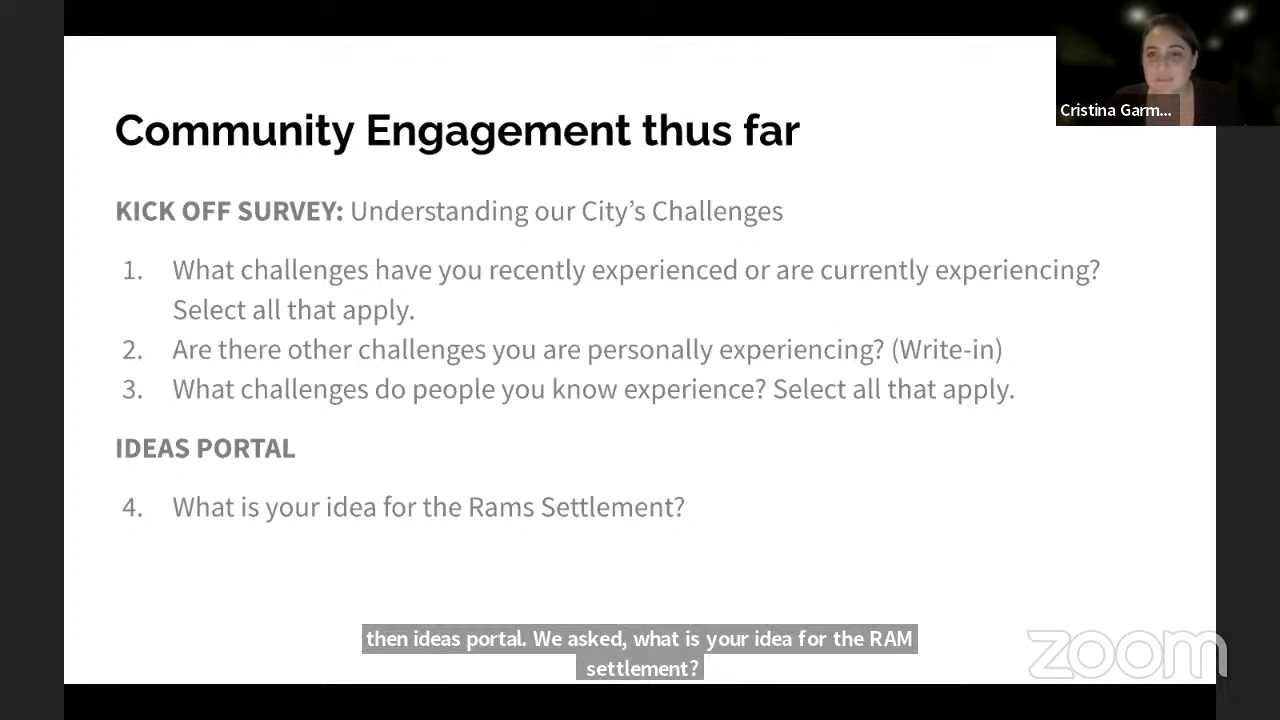 Cristina Garm...
Community Engagement thus far
KICK OFF SURVEY: Understanding our City’s Challenges
1. What challenges have you recently experienced or are currently experiencing?
Select all that apply.
2. Are there other challenges you are personally experiencing? (Write-in)
3. What challenges do people you know experience? Select all that apply.
IDEAS PORTAL
4. What is your idea for the Rams Settlement?
then ideas portal. We asked, what is your idea for the RAM
settlement?
zoom